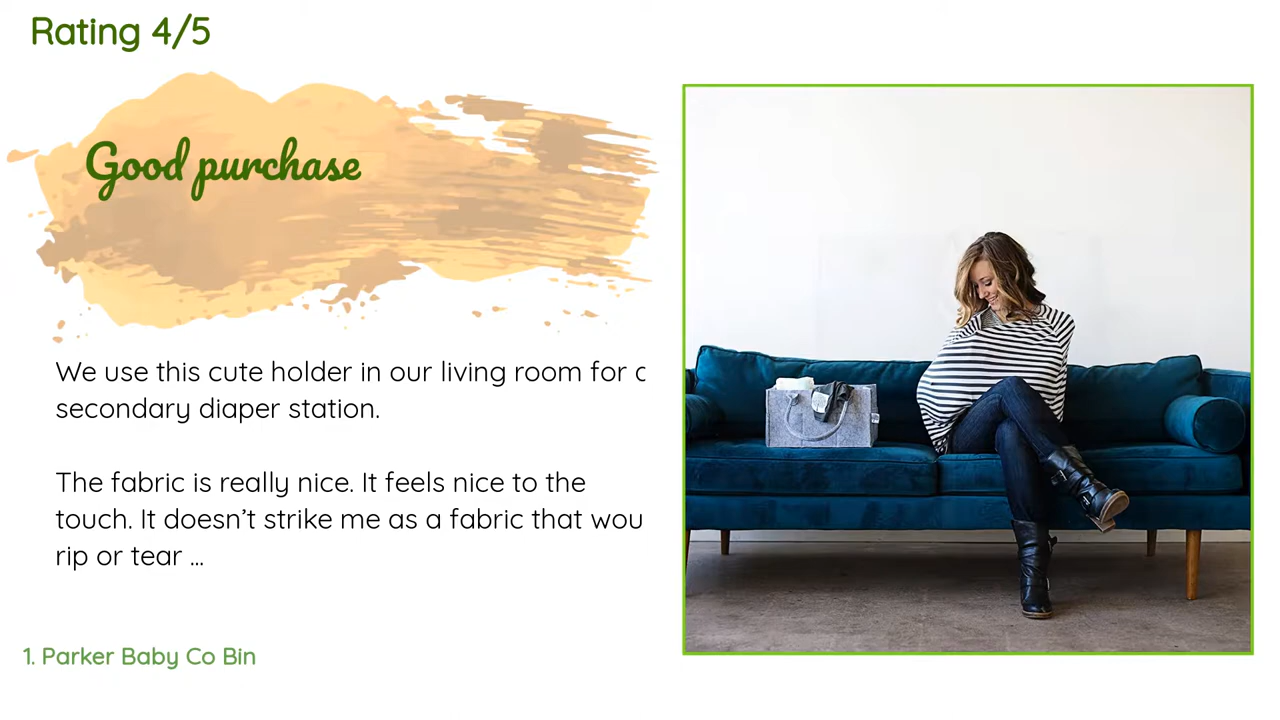 Rating 4/5
Good purchase
We use this cute holder in our living room for
secondary diaper station.
The fabric is really nice. It feels nice to the
touch. It doesn't strike me as a fabric that wou
rip or tear ...
1. Parker Baby Co Bin